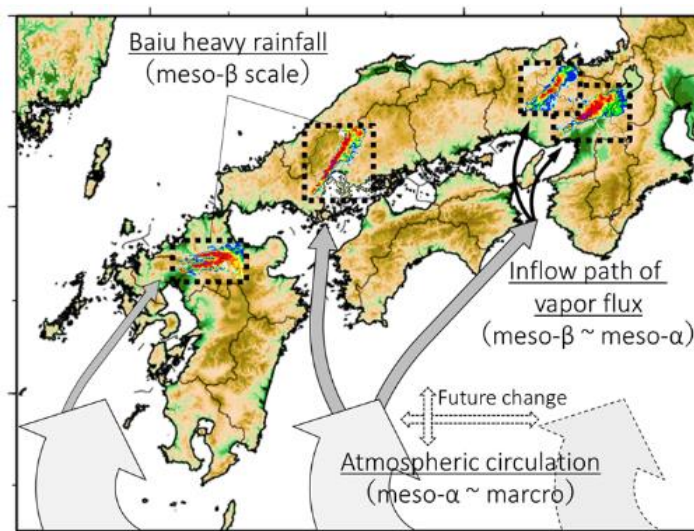 Baiu heavy rainfall
(meso-β scale)
Inflow path of
vapor flux
(meso-β ~ meso-α)
Future change
Atmospheric circulation
(meso-α ~ marcro)